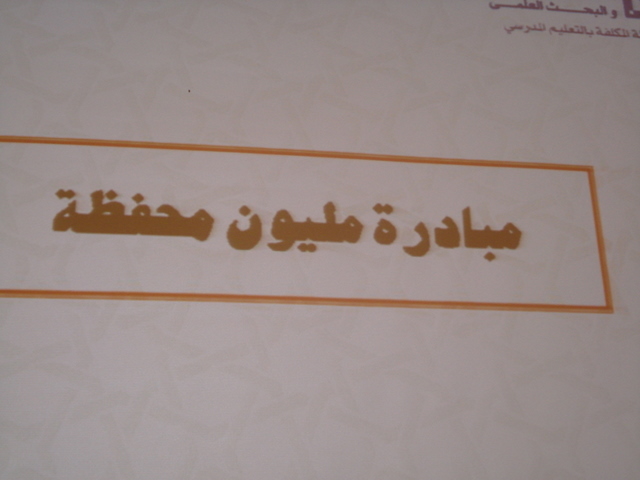 و البحث العلمي
المكلفة بالتعليم المدرسي
مبادرة مليون محفظة